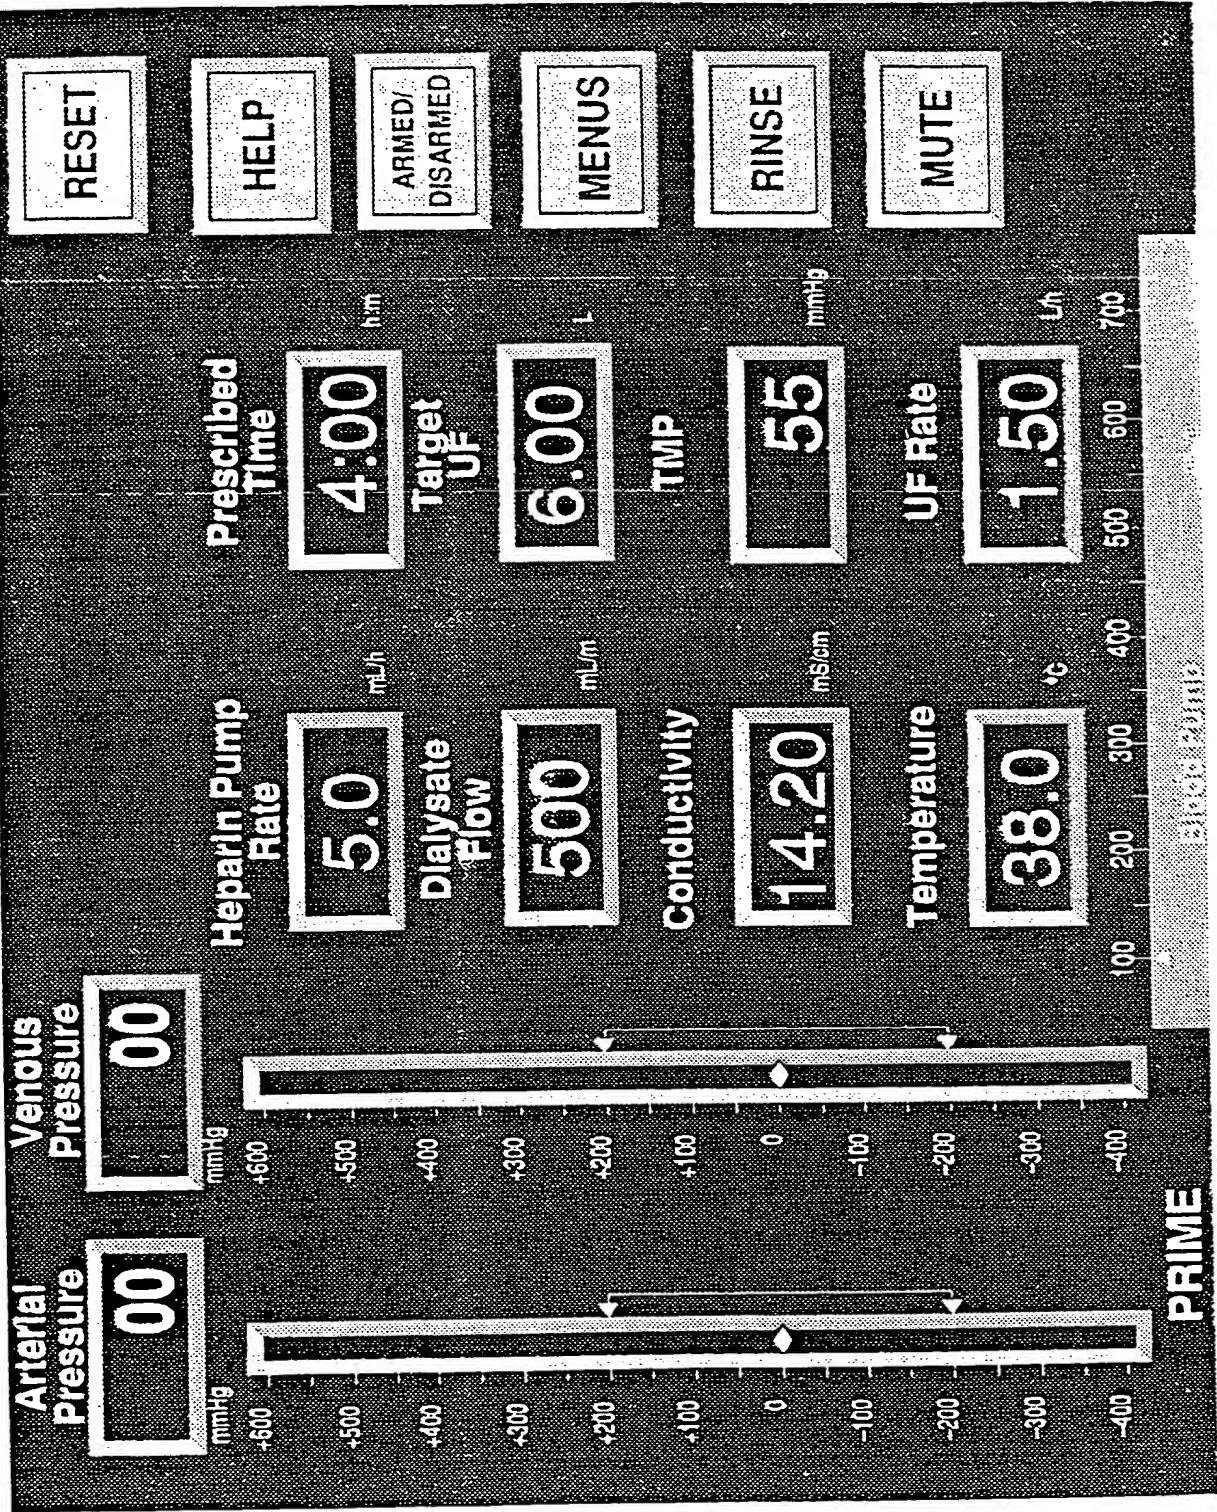 Arterial
Pressure
00
mmHg
+600
+500
+400
+300
+200
+100
0
-100
-200
-300
-400
Venous
Pressure
00
mmHg
+600
+500
+400
+300
+200
+100
0
-100
-200
-300
-400
Heparin Pump
Rate
5.0
mL/h
Dialysate
Flow
500
mL/m
Conductivity
14.20
mS/cm
Temperature
38.0
°C
Prescribed
Time
4:00
h:m
Target
UF
6.00
L
TMP
55
mmHg
UF Rate
1.50
L/h
RESET
HELP
ARMED/
DISARMED
MENUS
RINSE
MUTE
100 200 300 400 500 600 700
Blood Pump
PRIME